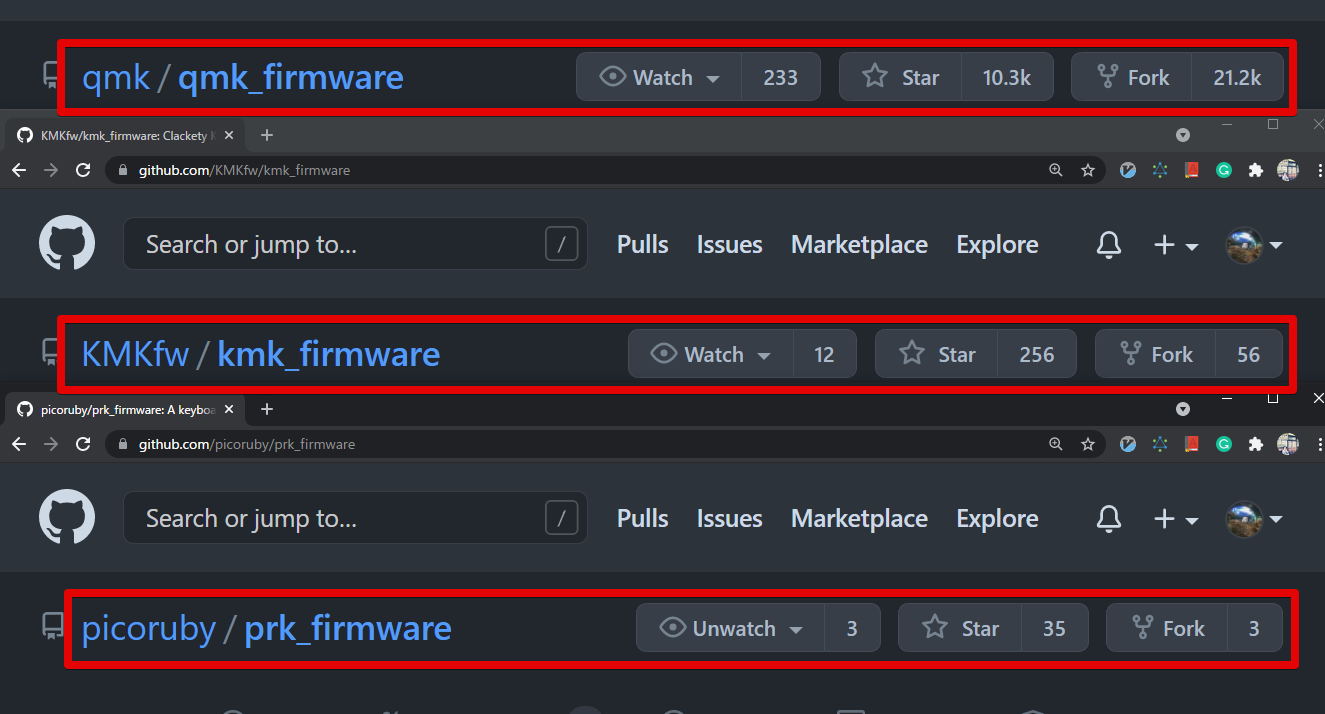 qmk / qmk_firmware Watch 233 Star 10.3k Fork 21.2k
KMKfw/kmk_firmware: Clackety
github.com/KMKfw/kmk_firmware
Search or jump to... / Pulls Issues Marketplace Explore
KMKfw / kmk_firmware Watch 12 Star 256 Fork 56
picoruby/prk_firmware: A keyboa
github.com/picoruby/prk_firmware
Search or jump to... / Pulls Issues Marketplace Explore
picoruby / prk_firmware Unwatch 3 Star 35 Fork 3